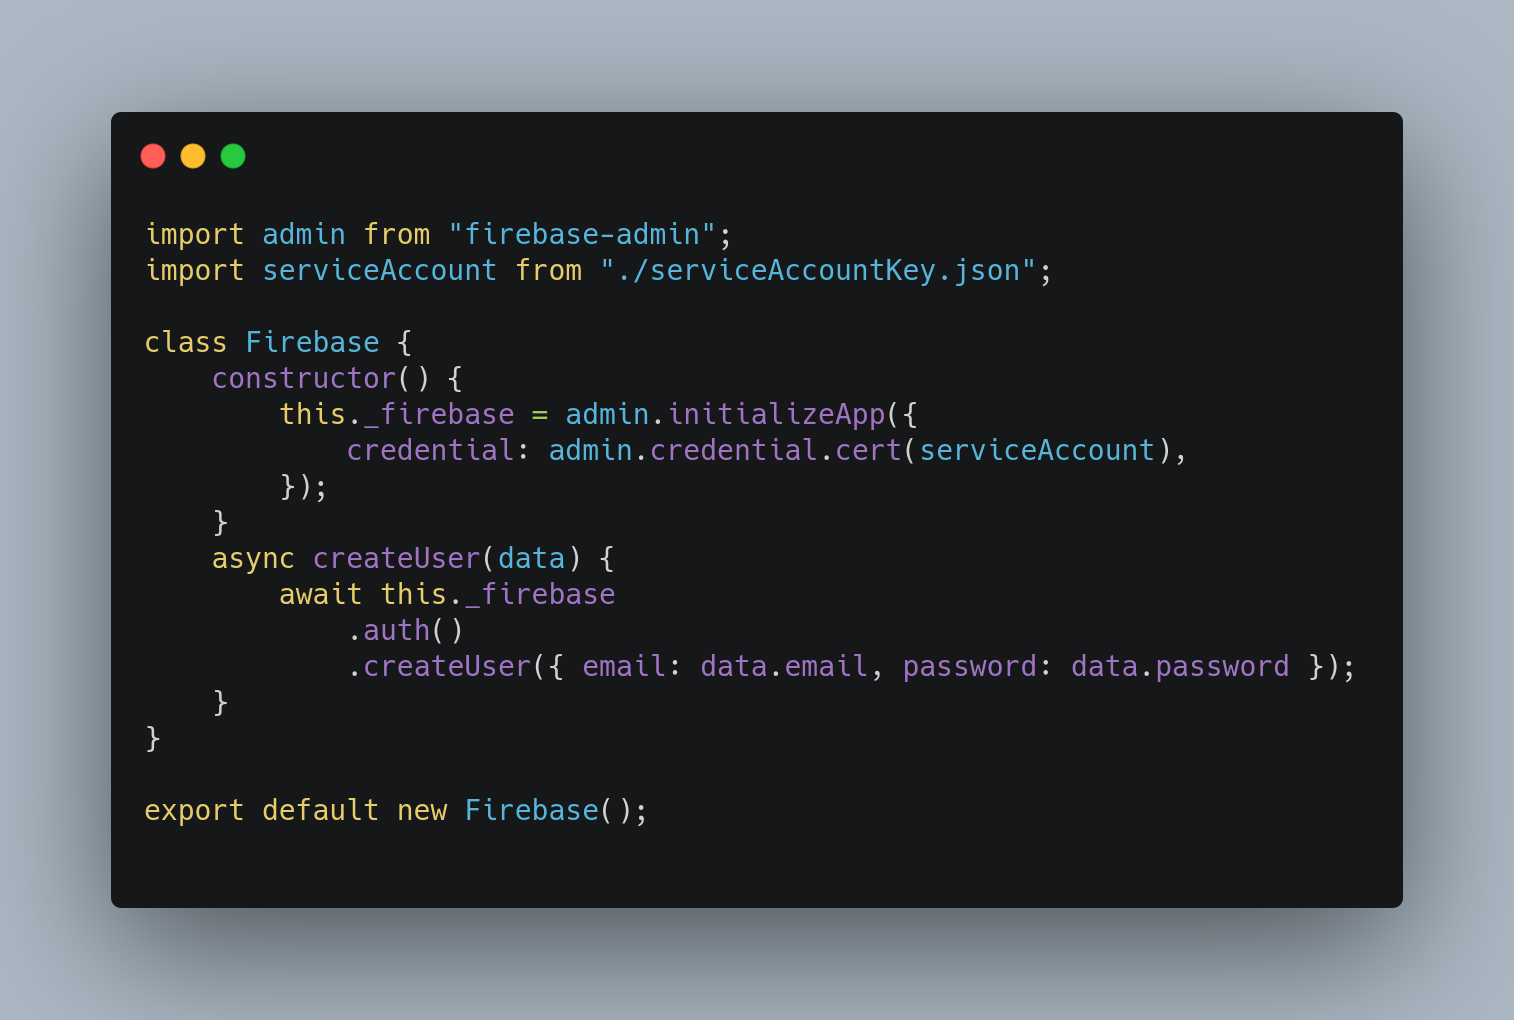 import admin from "firebase-admin";
import serviceAccount from "./serviceAccountKey.json";

class Firebase {
    constructor() {
        this._firebase = admin.initializeApp({
            credential: admin.credential.cert(serviceAccount),
        });
    }
    async createUser(data) {
        await this._firebase
            .auth()
            .createUser({ email: data.email, password: data.password });
    }
}

export default new Firebase();